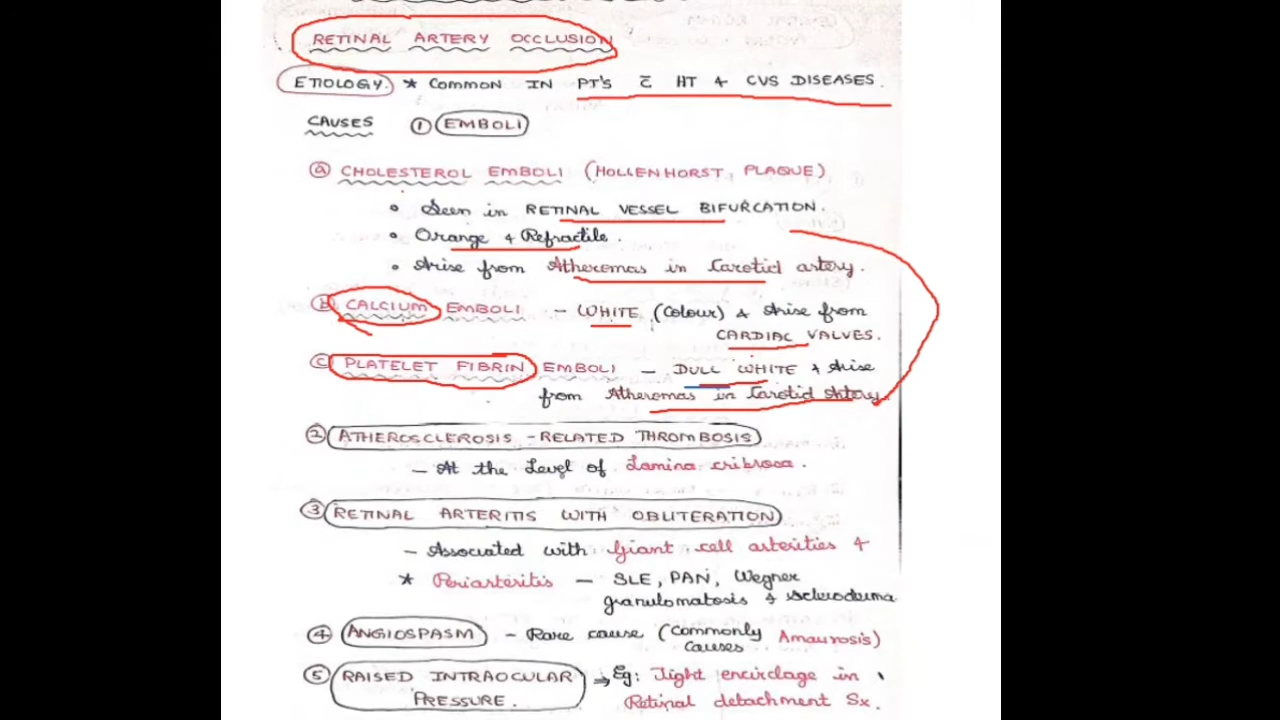 RETINAL ARTERY OCCLUSION
ETIOLOGY. * COMMON IN PT'S C̄ HT & CVS DISEASES.
CAUSES ① EMBOLI
ⓐ CHOLESTEROL EMBOLI (HOLLENHORST PLAQUE)
• Seen in RETINAL VESSEL BIFURCATION.
• Orange & Refractile.
• Arise from Atheromas in Carotid artery.
ⓑ CALCIUM EMBOLI - WHITE (Colour) & Arise from
CARDIAC VALVES.
ⓒ PLATELET FIBRIN EMBOLI - DULL WHITE & Arise
from Atheromas in Carotid Artery.
② ATHEROSCLEROSIS - RELATED THROMBOSIS
- At the Level of Lamina cribrosa.
③ RETINAL ARTERITIS WITH OBLITERATION
- Associated with Giant cell arterities &
* Periarteritis - SLE, PAN, Wegner
granulomatosis & scleroderma
④ ANGIOSPASM - Rare cause (Commonly Amaurosis)
causes
⑤ RAISED INTRAOCULAR → Eg: Tight encirclage in
PRESSURE. Retinal detachment Sx.